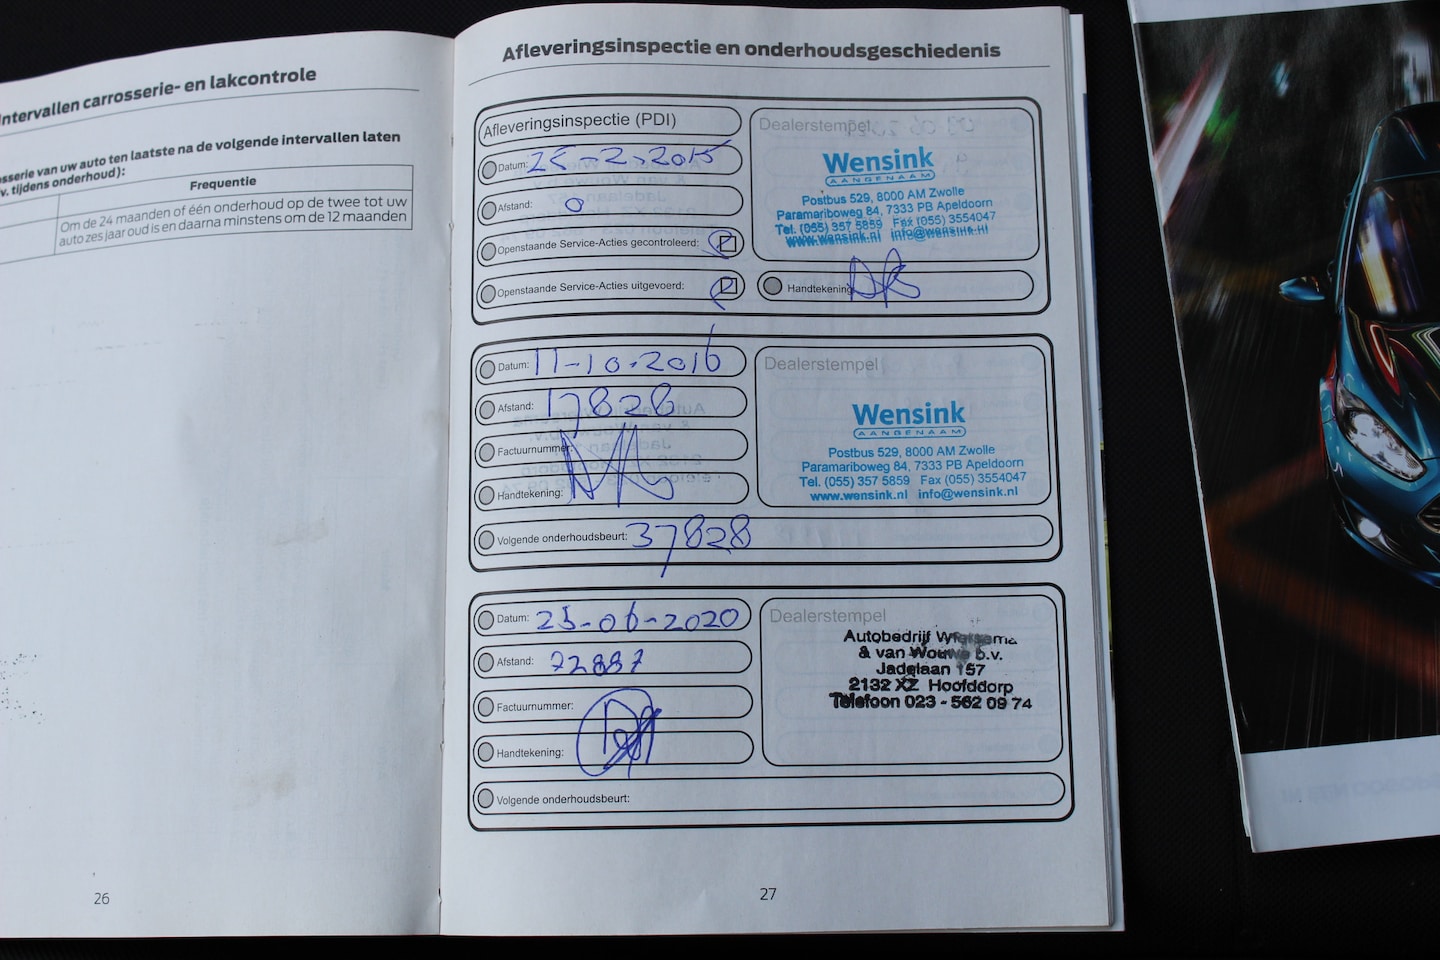 Intervallen carrosserie- en lakcontrole
sserie van uw auto ten laatste na de volgende intervallen laten
v. tijdens onderhoud):
Frequentie
Om de 24 maanden of één onderhoud op de twee tot uw
auto zes jaar oud is en daarna minstens om de 12 maanden
26
Afleveringsinspectie en onderhoudsgeschiedenis
Afleveringsinspectie (PDI)
Datum: 25-2-2015
Afstand: 0
Openstaande Service-Acties gecontroleerd:
Openstaande Service-Acties uitgevoerd:
Dealerstempel
Wensink
AANGENAAM
Postbus 529, 8000 AM Zwolle
Paramariboweg 84, 7333 PB Apeldoorn
Tel. (055) 357 5859 Fax (055) 3554047
www.wensink.nl info@wensink.nl
Handtekening
Datum: 11-10-2016
Afstand: 17828
Factuurnummer:
Handtekening:
Volgende onderhoudsbeurt: 37828
Dealerstempel
Wensink
AANGENAAM
Postbus 529, 8000 AM Zwolle
Paramariboweg 84, 7333 PB Apeldoorn
Tel. (055) 357 5859 Fax (055) 3554047
www.wensink.nl info@wensink.nl
Datum: 25-06-2020
Afstand: 72887
Factuurnummer:
Handtekening:
Volgende onderhoudsbeurt:
Dealerstempel
Autobedrijf Wiersema
& van Wouwe b.v.
Jadelaan 157
2132 XZ Hoofddorp
Telefoon 023 - 562 09 74
27